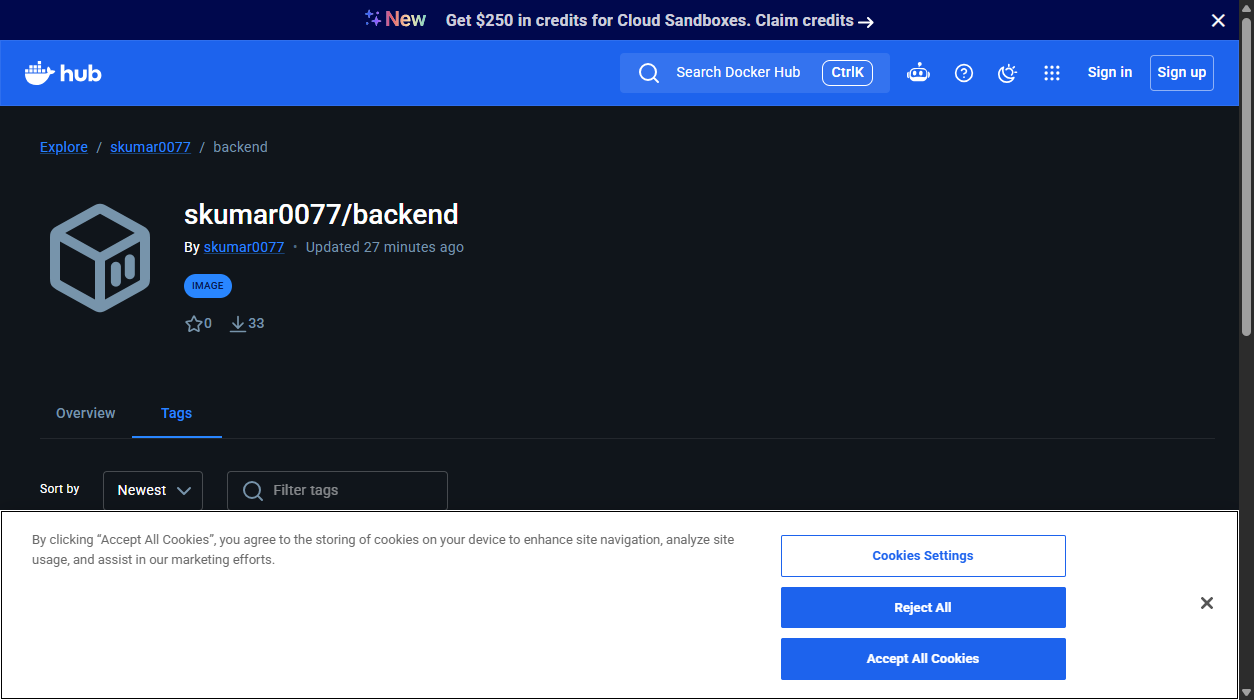 New Get $250 in credits for Cloud Sandboxes. Claim credits →
hub Search Docker Hub CtrlK Sign in Sign up
Explore / skumar0077 / backend
skumar0077/backend
By skumar0077 • Updated 27 minutes ago
IMAGE
0 33
Overview Tags
Sort by Newest Filter tags
By clicking “Accept All Cookies”, you agree to the storing of cookies on your device to enhance site navigation, analyze site
usage, and assist in our marketing efforts.
Cookies Settings
Reject All
Accept All Cookies